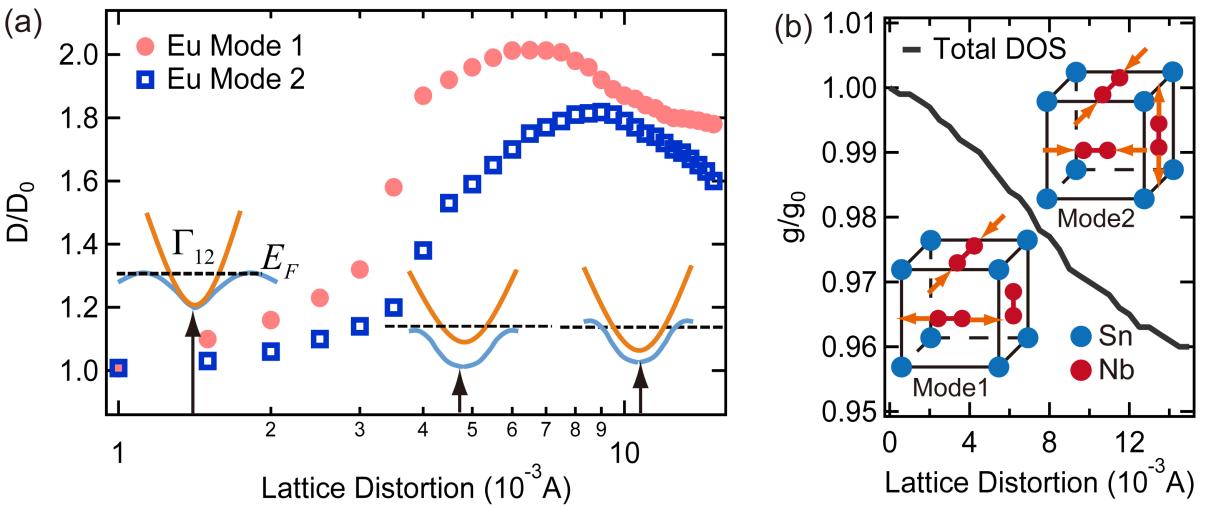 (a)
Eu Mode 1
Eu Mode 2
D/D0
2.0
1.8
1.6
1.4
1.2
1.0
Γ12
EF
1
2
3
4
5
6
7
8
9
10
Lattice Distortion (10-3A)
(b)
Total DOS
g/g0
1.01
1.00
0.99
0.98
0.97
0.96
0.95
Mode2
Mode1
Sn
Nb
0
4
8
12
Lattice Distortion (10-3A)